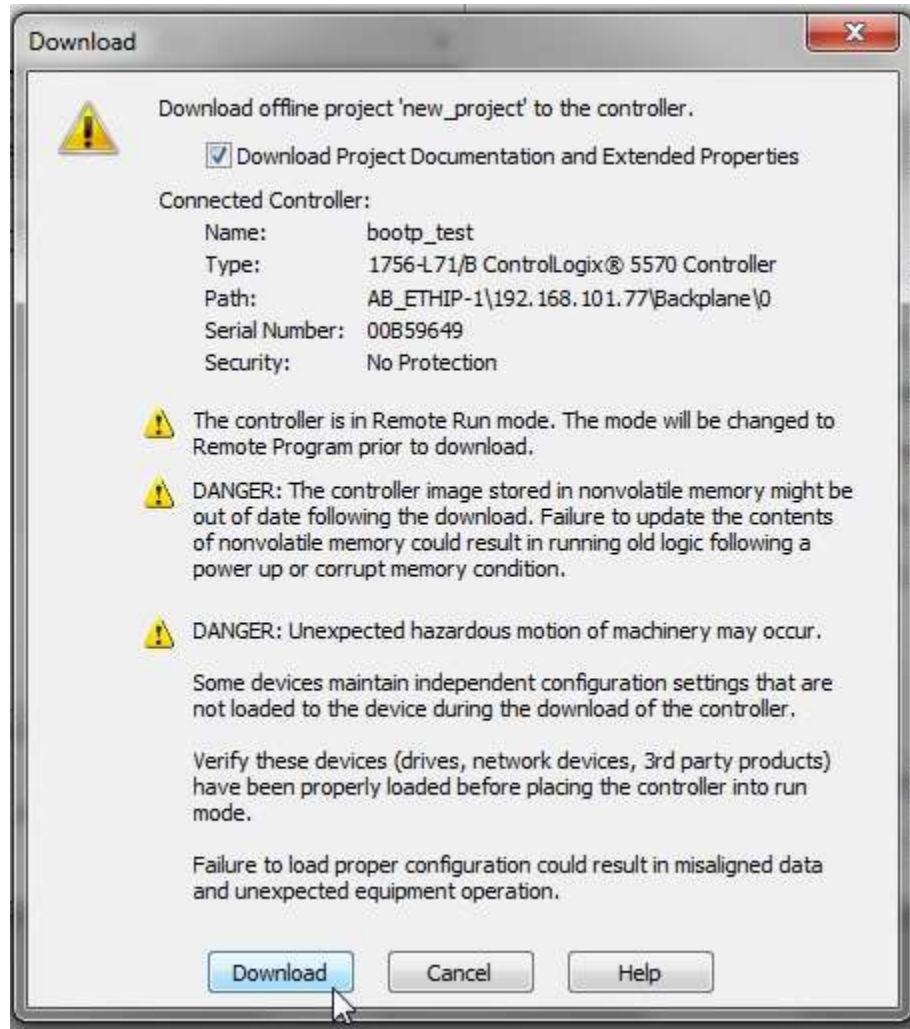 Download
Download offline project 'new_project' to the controller.
Download Project Documentation and Extended Properties
Connected Controller:
Name: bootp_test
Type: 1756-L71/B ControlLogix® 5570 Controller
Path: AB_ETHIP-1\192.168.101.77\Backplane\0
Serial Number: 00B59649
Security: No Protection
The controller is in Remote Run mode. The mode will be changed to
Remote Program prior to download.
DANGER: The controller image stored in nonvolatile memory might be
out of date following the download. Failure to update the contents
of nonvolatile memory could result in running old logic following a
power up or corrupt memory condition.
DANGER: Unexpected hazardous motion of machinery may occur.
Some devices maintain independent configuration settings that are
not loaded to the device during the download of the controller.
Verify these devices (drives, network devices, 3rd party products)
have been properly loaded before placing the controller into run
mode.
Failure to load proper configuration could result in misaligned data
and unexpected equipment operation.
Download Cancel Help